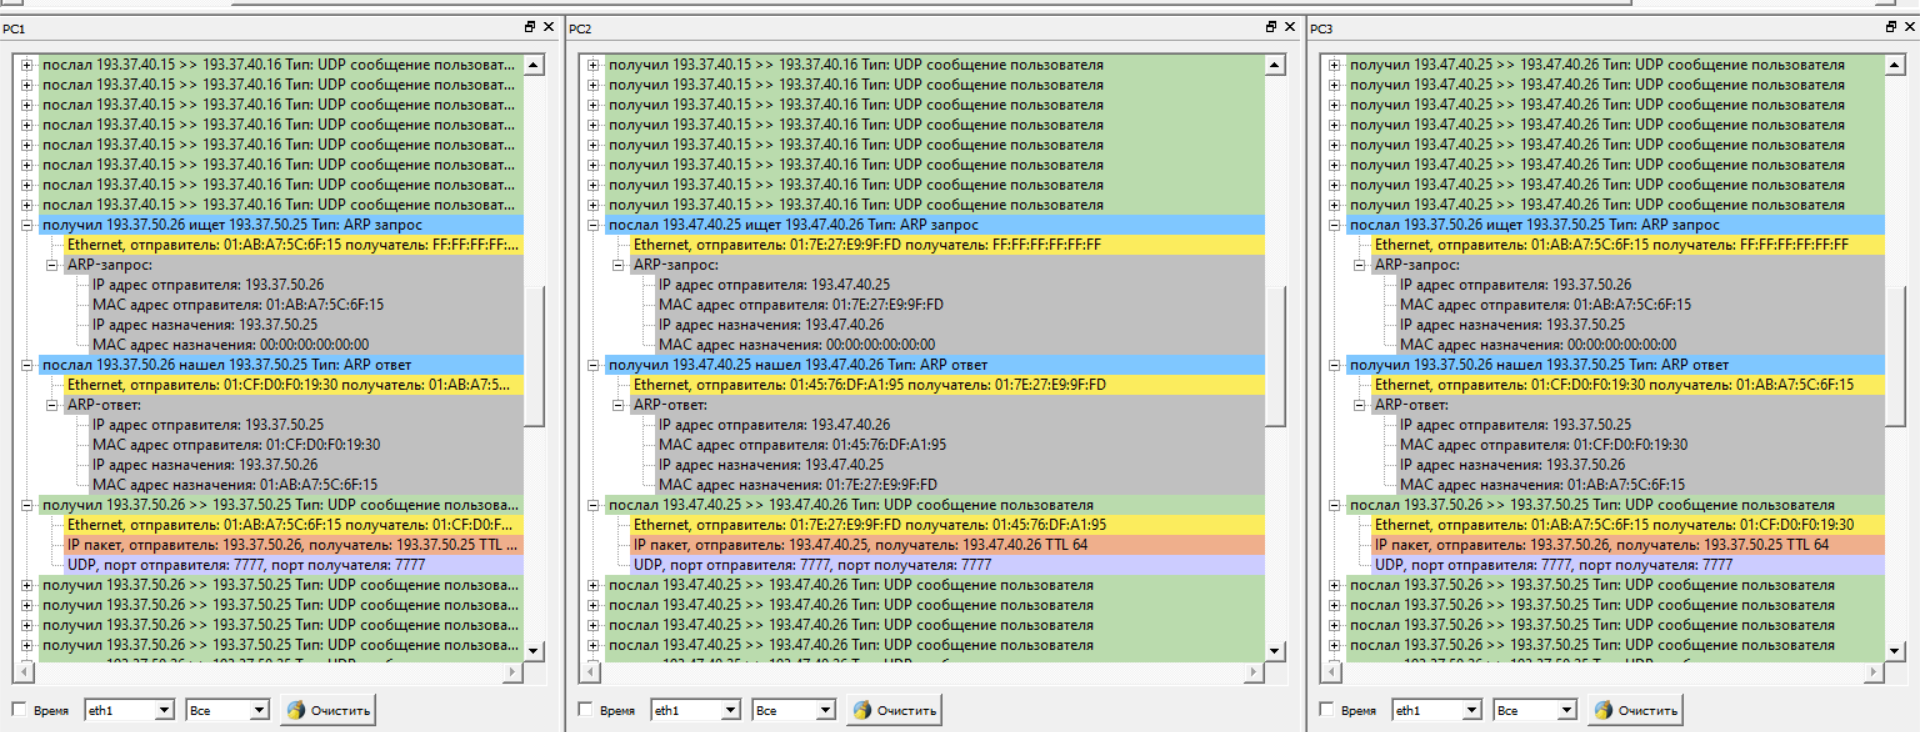 PC1
послал 193.37.40.15 >> 193.37.40.16 Тип: UDP сообщение пользоват...
послал 193.37.40.15 >> 193.37.40.16 Тип: UDP сообщение пользоват...
послал 193.37.40.15 >> 193.37.40.16 Тип: UDP сообщение пользоват...
послал 193.37.40.15 >> 193.37.40.16 Тип: UDP сообщение пользоват...
послал 193.37.40.15 >> 193.37.40.16 Тип: UDP сообщение пользоват...
послал 193.37.40.15 >> 193.37.40.16 Тип: UDP сообщение пользоват...
послал 193.37.40.15 >> 193.37.40.16 Тип: UDP сообщение пользоват...
послал 193.37.40.15 >> 193.37.40.16 Тип: UDP сообщение пользоват...
получил 193.37.50.26 ищет 193.37.50.25 Тип: ARP запрос
Ethernet, отправитель: 01:AB:A7:5C:6F:15 получатель: FF:FF:FF:FF:...
ARP-запрос:
IP адрес отправителя: 193.37.50.26
MAC адрес отправителя: 01:AB:A7:5C:6F:15
IP адрес назначения: 193.37.50.25
MAC адрес назначения: 00:00:00:00:00:00
послал 193.37.50.26 нашел 193.37.50.25 Тип: ARP ответ
Ethernet, отправитель: 01:CF:D0:F0:19:30 получатель: 01:AB:A7:5...
ARP-ответ:
IP адрес отправителя: 193.37.50.25
MAC адрес отправителя: 01:CF:D0:F0:19:30
IP адрес назначения: 193.37.50.26
MAC адрес назначения: 01:AB:A7:5C:6F:15
получил 193.37.50.26 >> 193.37.50.25 Тип: UDP сообщение пользова...
Ethernet, отправитель: 01:AB:A7:5C:6F:15 получатель: 01:CF:D0:F...
IP пакет, отправитель: 193.37.50.26, получатель: 193.37.50.25 TTL ...
UDP, порт отправителя: 7777, порт получателя: 7777
получил 193.37.50.26 >> 193.37.50.25 Тип: UDP сообщение пользова...
получил 193.37.50.26 >> 193.37.50.25 Тип: UDP сообщение пользова...
получил 193.37.50.26 >> 193.37.50.25 Тип: UDP сообщение пользова...
получил 193.37.50.26 >> 193.37.50.25 Тип: UDP сообщение пользова...
Время eth1 Все Очистить
PC2
получил 193.37.40.15 >> 193.37.40.16 Тип: UDP сообщение пользователя
получил 193.37.40.15 >> 193.37.40.16 Тип: UDP сообщение пользователя
получил 193.37.40.15 >> 193.37.40.16 Тип: UDP сообщение пользователя
получил 193.37.40.15 >> 193.37.40.16 Тип: UDP сообщение пользователя
получил 193.37.40.15 >> 193.37.40.16 Тип: UDP сообщение пользователя
получил 193.37.40.15 >> 193.37.40.16 Тип: UDP сообщение пользователя
получил 193.37.40.15 >> 193.37.40.16 Тип: UDP сообщение пользователя
получил 193.37.40.15 >> 193.37.40.16 Тип: UDP сообщение пользователя
послал 193.47.40.25 ищет 193.47.40.26 Тип: ARP запрос
Ethernet, отправитель: 01:7E:27:E9:9F:FD получатель: FF:FF:FF:FF:FF:FF
ARP-запрос:
IP адрес отправителя: 193.47.40.25
MAC адрес отправителя: 01:7E:27:E9:9F:FD
IP адрес назначения: 193.47.40.26
MAC адрес назначения: 00:00:00:00:00:00
получил 193.47.40.25 нашел 193.47.40.26 Тип: ARP ответ
Ethernet, отправитель: 01:45:76:DF:A1:95 получатель: 01:7E:27:E9:9F:FD
ARP-ответ:
IP адрес отправителя: 193.47.40.26
MAC адрес отправителя: 01:45:76:DF:A1:95
IP адрес назначения: 193.47.40.25
MAC адрес назначения: 01:7E:27:E9:9F:FD
послал 193.47.40.25 >> 193.47.40.26 Тип: UDP сообщение пользователя
Ethernet, отправитель: 01:7E:27:E9:9F:FD получатель: 01:45:76:DF:A1:95
IP пакет, отправитель: 193.47.40.25, получатель: 193.47.40.26 TTL 64
UDP, порт отправителя: 7777, порт получателя: 7777
послал 193.47.40.25 >> 193.47.40.26 Тип: UDP сообщение пользователя
послал 193.47.40.25 >> 193.47.40.26 Тип: UDP сообщение пользователя
послал 193.47.40.25 >> 193.47.40.26 Тип: UDP сообщение пользователя
послал 193.47.40.25 >> 193.47.40.26 Тип: UDP сообщение пользователя
Время eth1 Все Очистить
PC3
получил 193.47.40.25 >> 193.47.40.26 Тип: UDP сообщение пользователя
получил 193.47.40.25 >> 193.47.40.26 Тип: UDP сообщение пользователя
получил 193.47.40.25 >> 193.47.40.26 Тип: UDP сообщение пользователя
получил 193.47.40.25 >> 193.47.40.26 Тип: UDP сообщение пользователя
получил 193.47.40.25 >> 193.47.40.26 Тип: UDP сообщение пользователя
получил 193.47.40.25 >> 193.47.40.26 Тип: UDP сообщение пользователя
получил 193.47.40.25 >> 193.47.40.26 Тип: UDP сообщение пользователя
получил 193.47.40.25 >> 193.47.40.26 Тип: UDP сообщение пользователя
послал 193.37.50.26 ищет 193.37.50.25 Тип: ARP запрос
Ethernet, отправитель: 01:AB:A7:5C:6F:15 получатель: FF:FF:FF:FF:FF:FF
ARP-запрос:
IP адрес отправителя: 193.37.50.26
MAC адрес отправителя: 01:AB:A7:5C:6F:15
IP адрес назначения: 193.37.50.25
MAC адрес назначения: 00:00:00:00:00:00
получил 193.37.50.26 нашел 193.37.50.25 Тип: ARP ответ
Ethernet, отправитель: 01:CF:D0:F0:19:30 получатель: 01:AB:A7:5C:6F:15
ARP-ответ:
IP адрес отправителя: 193.37.50.25
MAC адрес отправителя: 01:CF:D0:F0:19:30
IP адрес назначения: 193.37.50.26
MAC адрес назначения: 01:AB:A7:5C:6F:15
послал 193.37.50.26 >> 193.37.50.25 Тип: UDP сообщение пользователя
Ethernet, отправитель: 01:AB:A7:5C:6F:15 получатель: 01:CF:D0:F0:19:30
IP пакет, отправитель: 193.37.50.26, получатель: 193.37.50.25 TTL 64
UDP, порт отправителя: 7777, порт получателя: 7777
послал 193.37.50.26 >> 193.37.50.25 Тип: UDP сообщение пользователя
послал 193.37.50.26 >> 193.37.50.25 Тип: UDP сообщение пользователя
послал 193.37.50.26 >> 193.37.50.25 Тип: UDP сообщение пользователя
послал 193.37.50.26 >> 193.37.50.25 Тип: UDP сообщение пользователя
Время eth1 Все Очистить